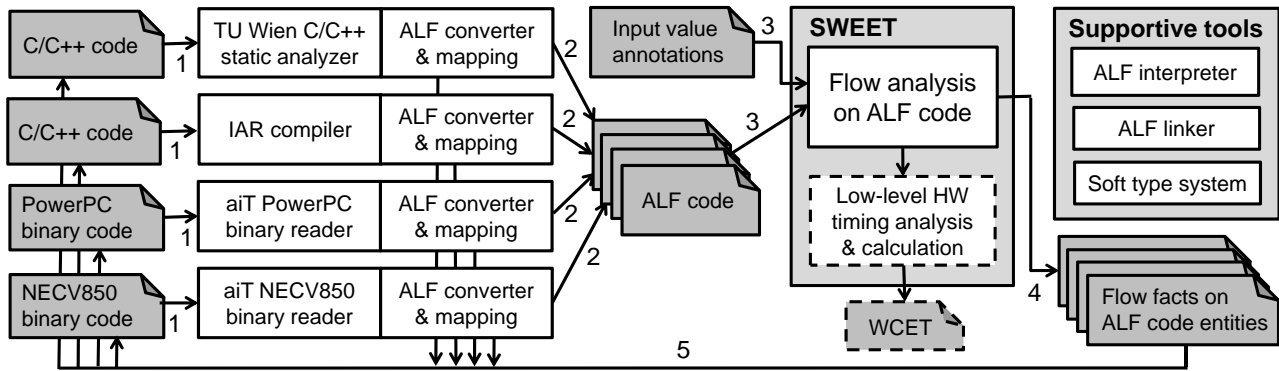 C/C++ code
1
TU Wien C/C++
static analyzer
ALF converter
& mapping
2
C/C++ code
1
IAR compiler
ALF converter
& mapping
2
PowerPC
binary code
1
aiT PowerPC
binary reader
ALF converter
& mapping
2
NECV850
binary code
1
aiT NECV850
binary reader
ALF converter
& mapping
2
Input value
annotations
3
ALF code
3
SWEET
Flow analysis
on ALF code
Low-level HW
timing analysis
& calculation
WCET
Supportive tools
ALF interpreter
ALF linker
Soft type system
4
Flow facts on
ALF code entities
5